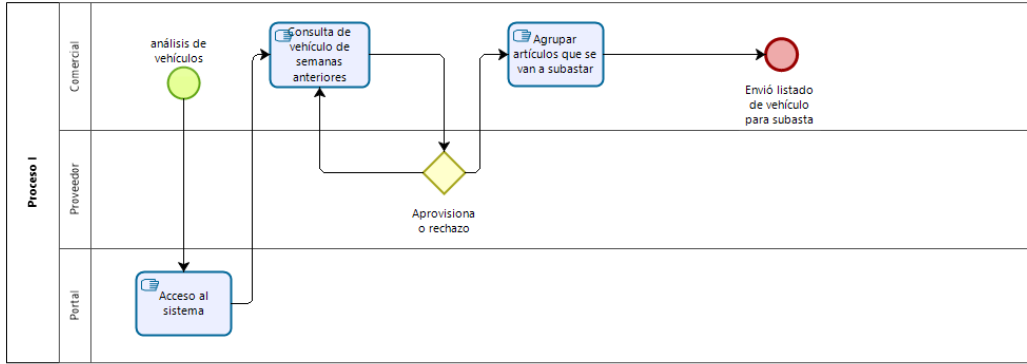 Proceso I
Comercial
análisis de
vehículos
Consulta de
vehículo de
semanas
anteriores
Agrupar
artículos que se
van a subastar
Envió listado
de vehículo
para subasta
Proveedor
Aprovisiona
o rechazo
Portal
Acceso al
sistema